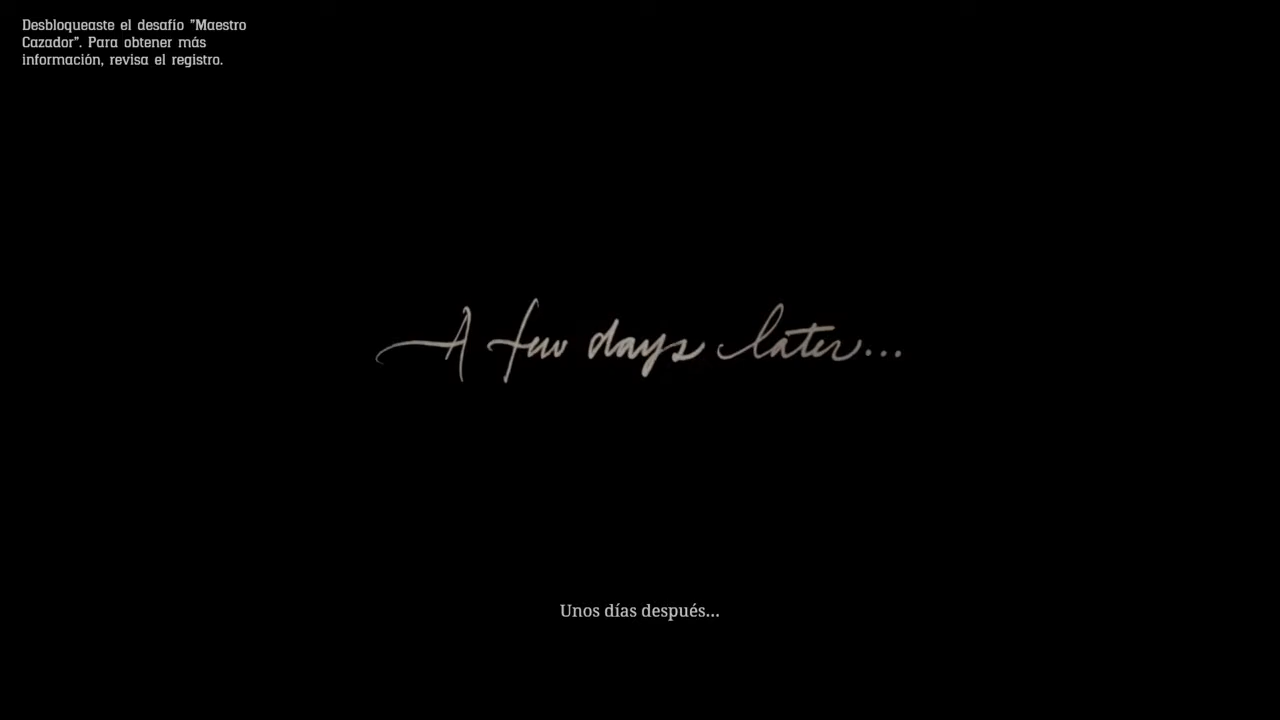 Desbloqueaste el desafío "Maestro
Cazador". Para obtener más
información, revisa el registro.
A few days later...
Unos días después...